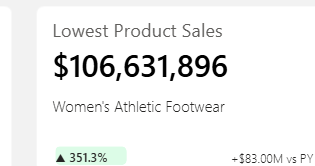 Lowest Product Sales
$106,631,896
Women's Athletic Footwear
▲ 351.3% +$83.00M vs PY